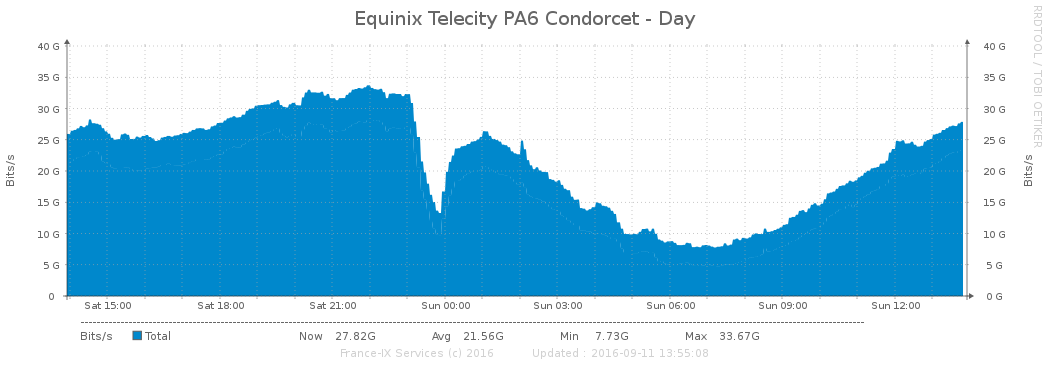 Equinix Telecity PA6 Condorcet - Day
RRDTOOL / TOBI OETIKER
40 G 40 G
35 G 35 G
30 G 30 G
25 G 25 G
20 G 20 G
15 G 15 G
10 G 10 G
5 G 5 G
0 0 G
Bits/s Bits/s
Sat 15:00 Sat 18:00 Sat 21:00 Sun 00:00 Sun 03:00 Sun 06:00 Sun 09:00 Sun 12:00
Bits/s Total Now 27.82G Avg 21.56G Min 7.73G Max 33.67G
France-IX Services (c) 2016 Updated : 2016-09-11 13:55:08